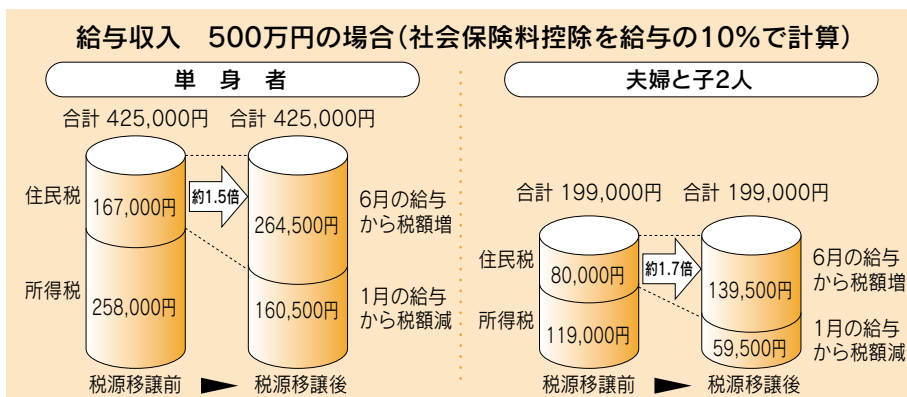 給与収入　500万円の場合（社会保険料控除を給与の10％で計算）
単　身　者
合計 425,000円　合計 425,000円
住民税
167,000円
約1.5倍
264,500円
6月の給与
から税額増
所得税
258,000円
160,500円
1月の給与
から税額減
税源移譲前　▶　税源移譲後
夫婦と子2人
合計 199,000円　合計 199,000円
住民税
80,000円
約1.7倍
139,500円
6月の給与
から税額増
所得税
119,000円
59,500円
1月の給与
から税額減
税源移譲前　▶　税源移譲後